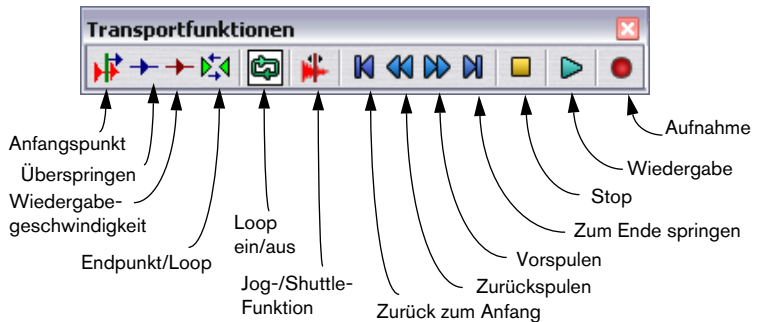 Transportfunktionen
Anfangspunkt
Überspringen
Wiedergabe-
geschwindigkeit
Endpunkt/Loop
Loop
ein/aus
Jog-/Shuttle-
Funktion
Zurück zum Anfang
Zurückspulen
Vorspulen
Zum Ende springen
Stop
Wiedergabe
Aufnahme